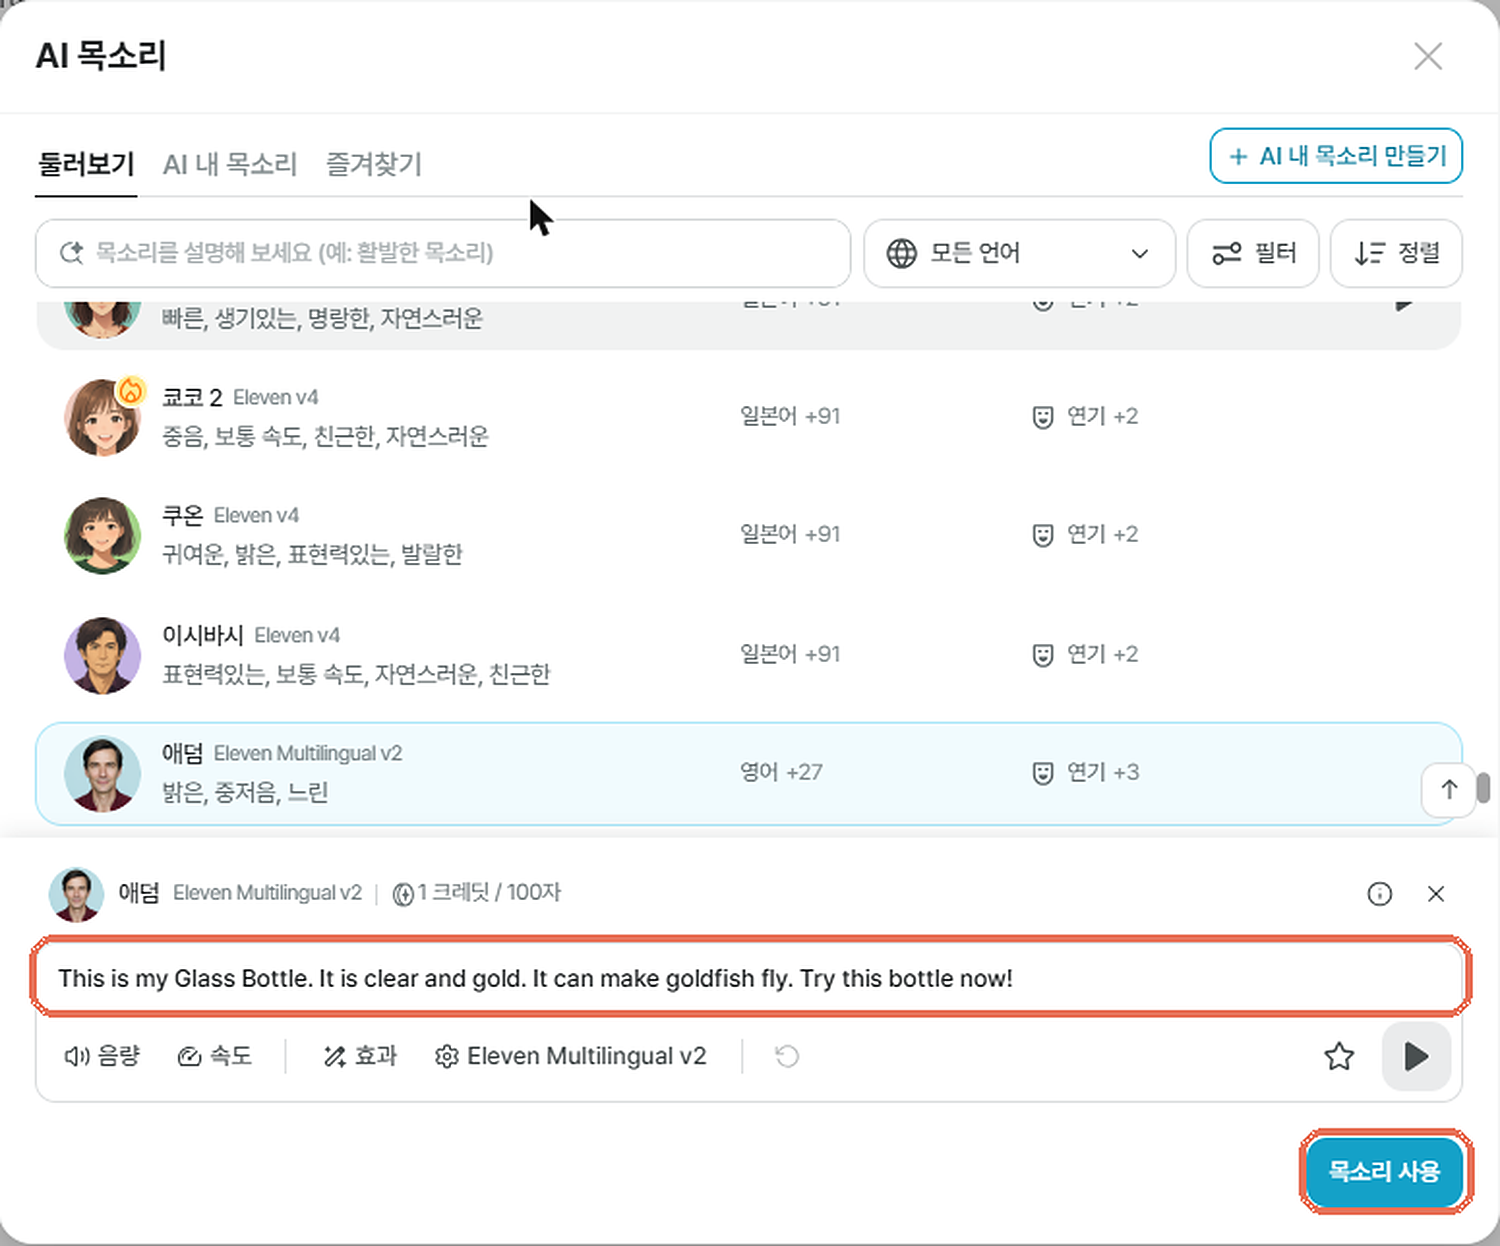 AI 목소리
둘러보기 AI 내 목소리 즐겨찾기
+ AI 내 목소리 만들기
목소리를 설명해 보세요 (예: 활발한 목소리)
모든 언어
필터
정렬
빠른, 생기있는, 명랑한, 자연스러운
쿄코 2 Eleven v4
중음, 보통 속도, 친근한, 자연스러운
일본어 +91
연기 +2
쿠온 Eleven v4
귀여운, 밝은, 표현력있는, 발랄한
일본어 +91
연기 +2
이시바시 Eleven v4
표현력있는, 보통 속도, 자연스러운, 친근한
일본어 +91
연기 +2
애덤 Eleven Multilingual v2
밝은, 중저음, 느린
영어 +27
연기 +3
애덤 Eleven Multilingual v2 | 1 크레딧 / 100자
This is my Glass Bottle. It is clear and gold. It can make goldfish fly. Try this bottle now!
음량 속도 효과 Eleven Multilingual v2
목소리 사용